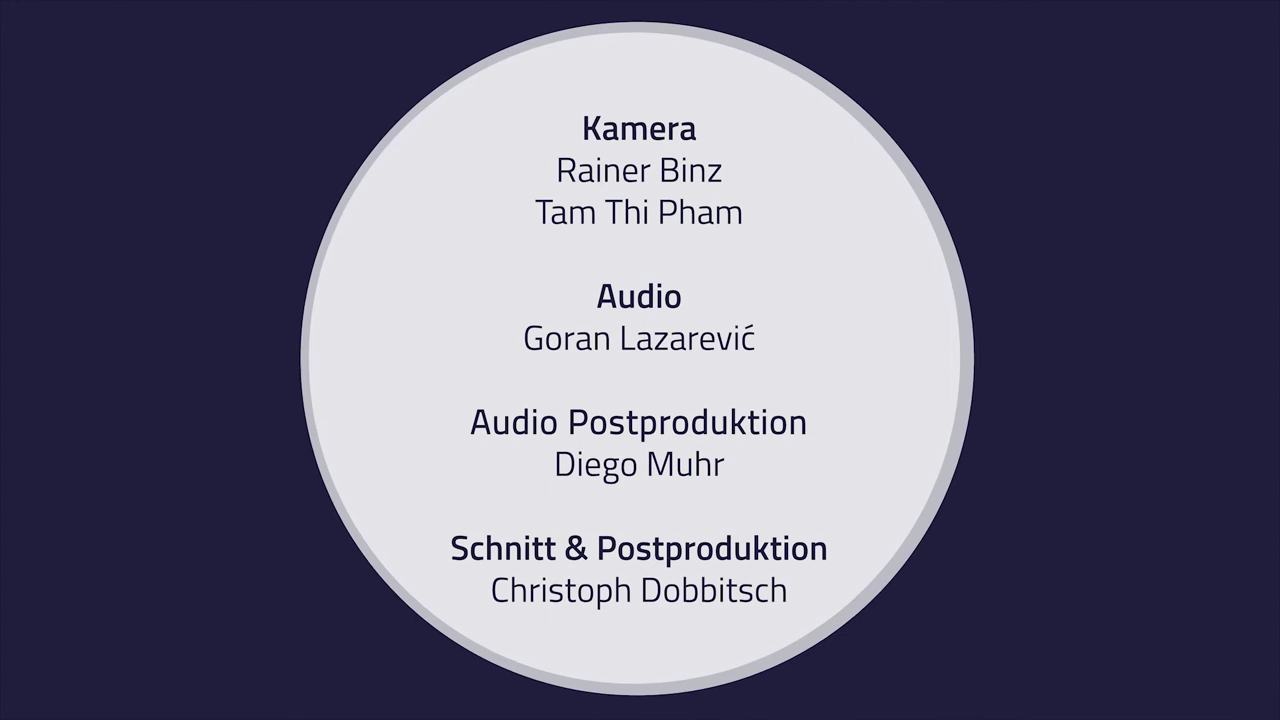 Kamera
Rainer Binz
Tam Thi Pham
Audio
Goran Lazarević
Audio Postproduktion
Diego Muhr
Schnitt & Postproduktion
Christoph Dobbitsch